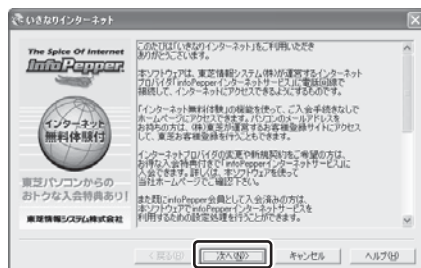 いきなりインターネット
The Spice Of Internet
InfoPepper
インターネット
無料体験付
東芝パソコンからの
おトクな入会特典あり!
東芝情報システム株式会社
このたびは「いきなりインターネット」をご利用いただき
ありがとうございます。
本ソフトウェアは、東芝情報システム(株)が運営するインターネット
プロバイダ「infoPepperインターネットサービス」に電話回線で
接続して、インターネットにアクセスできるようにするものです。
「インターネット無料体験」の機能を使って、ご入会手続きなしで
ホームページにアクセスできます。パソコンのメールアドレスを
お持ちの方は、(株)東芝が運営するお客様登録サイトにアクセス
して、東芝お客様登録を行うこともできます。
インターネットプロバイダの変更や新規契約をご希望の方は、
お得な入会特典付きで「infoPepperインターネットサービス」に
入会できます。詳しくは、本ソフトウェアを使って
当社ホームページでご確認下さい。
また既にinfoPepper会員として入会済みの方は、
本ソフトウェアでinfoPepperインターネットサービスを
利用するための設定処理を行うことができます。
< 戻る(B)
次へ(N)>
キャンセル
ヘルプ(H)